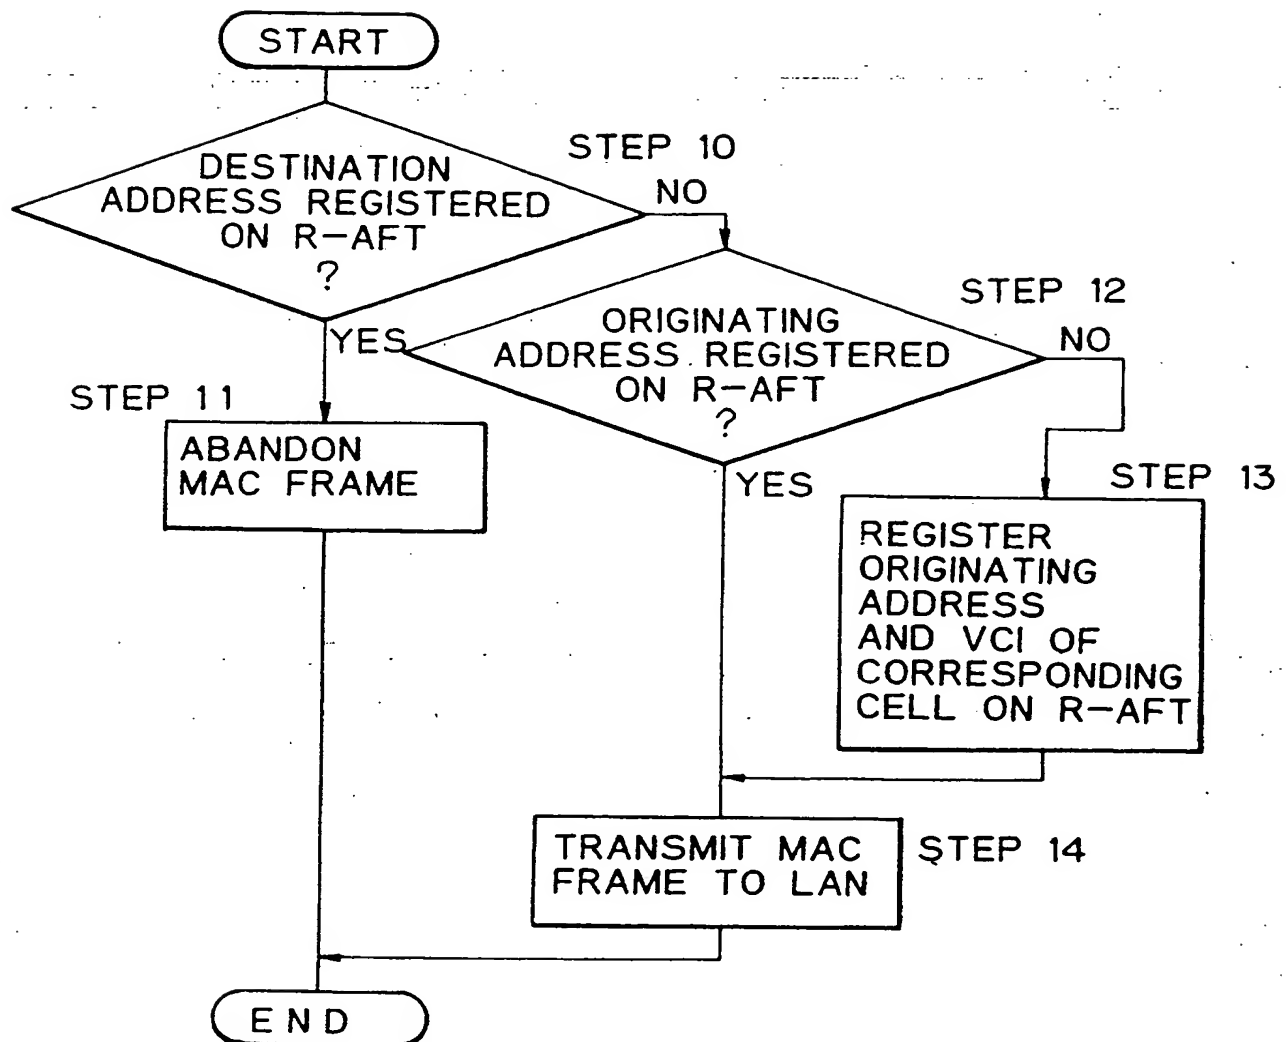 START
STEP 10
DESTINATION
ADDRESS REGISTERED
ON R-AFT
?
NO
YES
STEP 12
ORIGINATING
ADDRESS REGISTERED
ON R-AFT
?
NO
YES
STEP 11
ABANDON
MAC FRAME
STEP 13
REGISTER
ORIGINATING
ADDRESS
AND VCI OF
CORRESPONDING
CELL ON R-AFT
TRANSMIT MAC
FRAME TO LAN
STEP 14
END